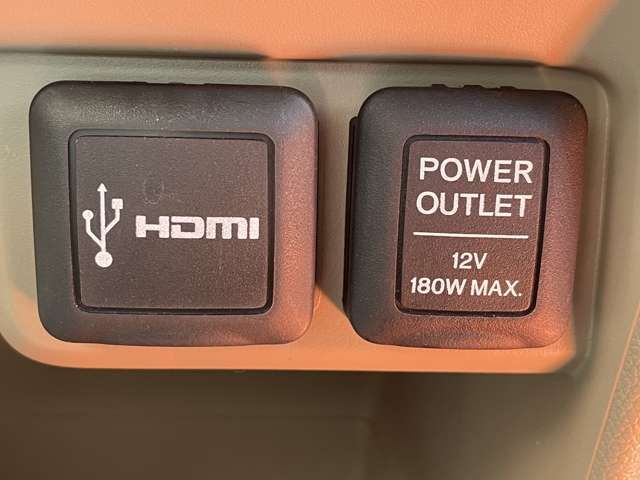 HDMI
POWER
OUTLET
12V
180W MAX.